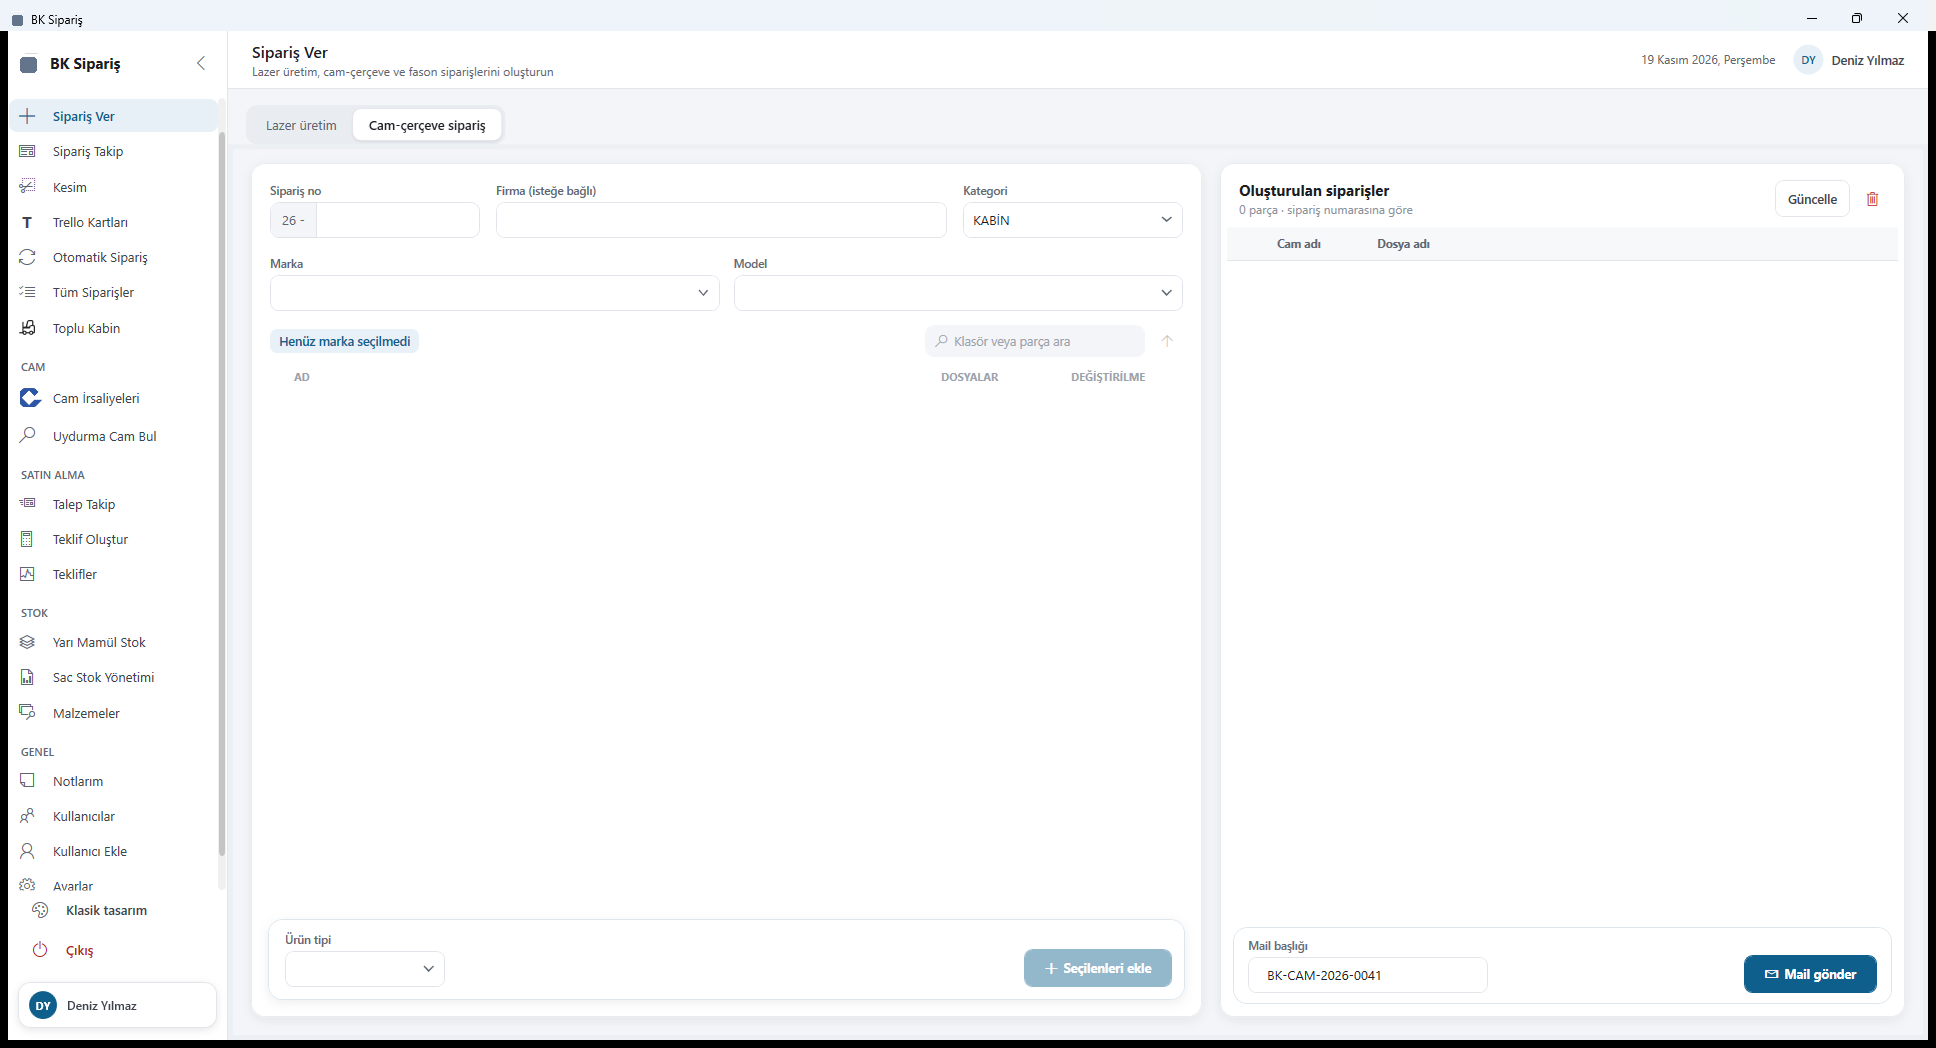 BK Sipariş
BK Sipariş
Sipariş Ver
Sipariş Takip
Kesim
Trello Kartları
Otomatik Sipariş
Tüm Siparişler
Toplu Kabin
CAM
Cam İrsaliyeleri
Uydurma Cam Bul
SATIN ALMA
Talep Takip
Teklif Oluştur
Teklifler
STOK
Yarı Mamül Stok
Sac Stok Yönetimi
Malzemeler
GENEL
Notlarım
Kullanıcılar
Kullanıcı Ekle
Ayarlar
Klasik tasarım
Çıkış
DY Deniz Yılmaz
Sipariş Ver
Lazer üretim, cam-çerçeve ve fason siparişlerini oluşturun
19 Kasım 2026, Perşembe DY Deniz Yılmaz
Lazer üretim Cam-çerçeve sipariş
Sipariş no Firma (isteğe bağlı) Kategori
26 - KABİN
Marka Model
Henüz marka seçilmedi Klasör veya parça ara
AD DOSYALAR DEĞİŞTİRİLME
Ürün tipi
Seçilenleri ekle
Oluşturulan siparişler
0 parça · sipariş numarasına göre
Güncelle
Cam adı Dosya adı
Mail başlığı
BK-CAM-2026-0041
Mail gönder